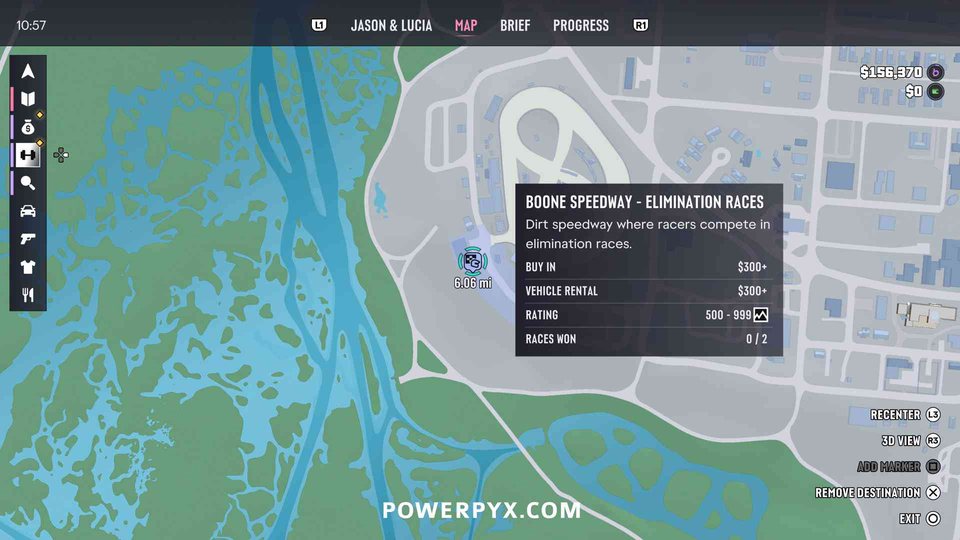 10:57
L1
JASON & LUCIA
MAP
BRIEF
PROGRESS
R1
$156,370
$0
BOONE SPEEDWAY - ELIMINATION RACES
Dirt speedway where racers compete in
elimination races.
BUY IN $300+
VEHICLE RENTAL $300+
RATING 500 - 999
RACES WON 0 / 2
6.06 mi
RECENTER L3
3D VIEW R3
ADD MARKER
REMOVE DESTINATION
EXIT
POWERPYX.COM